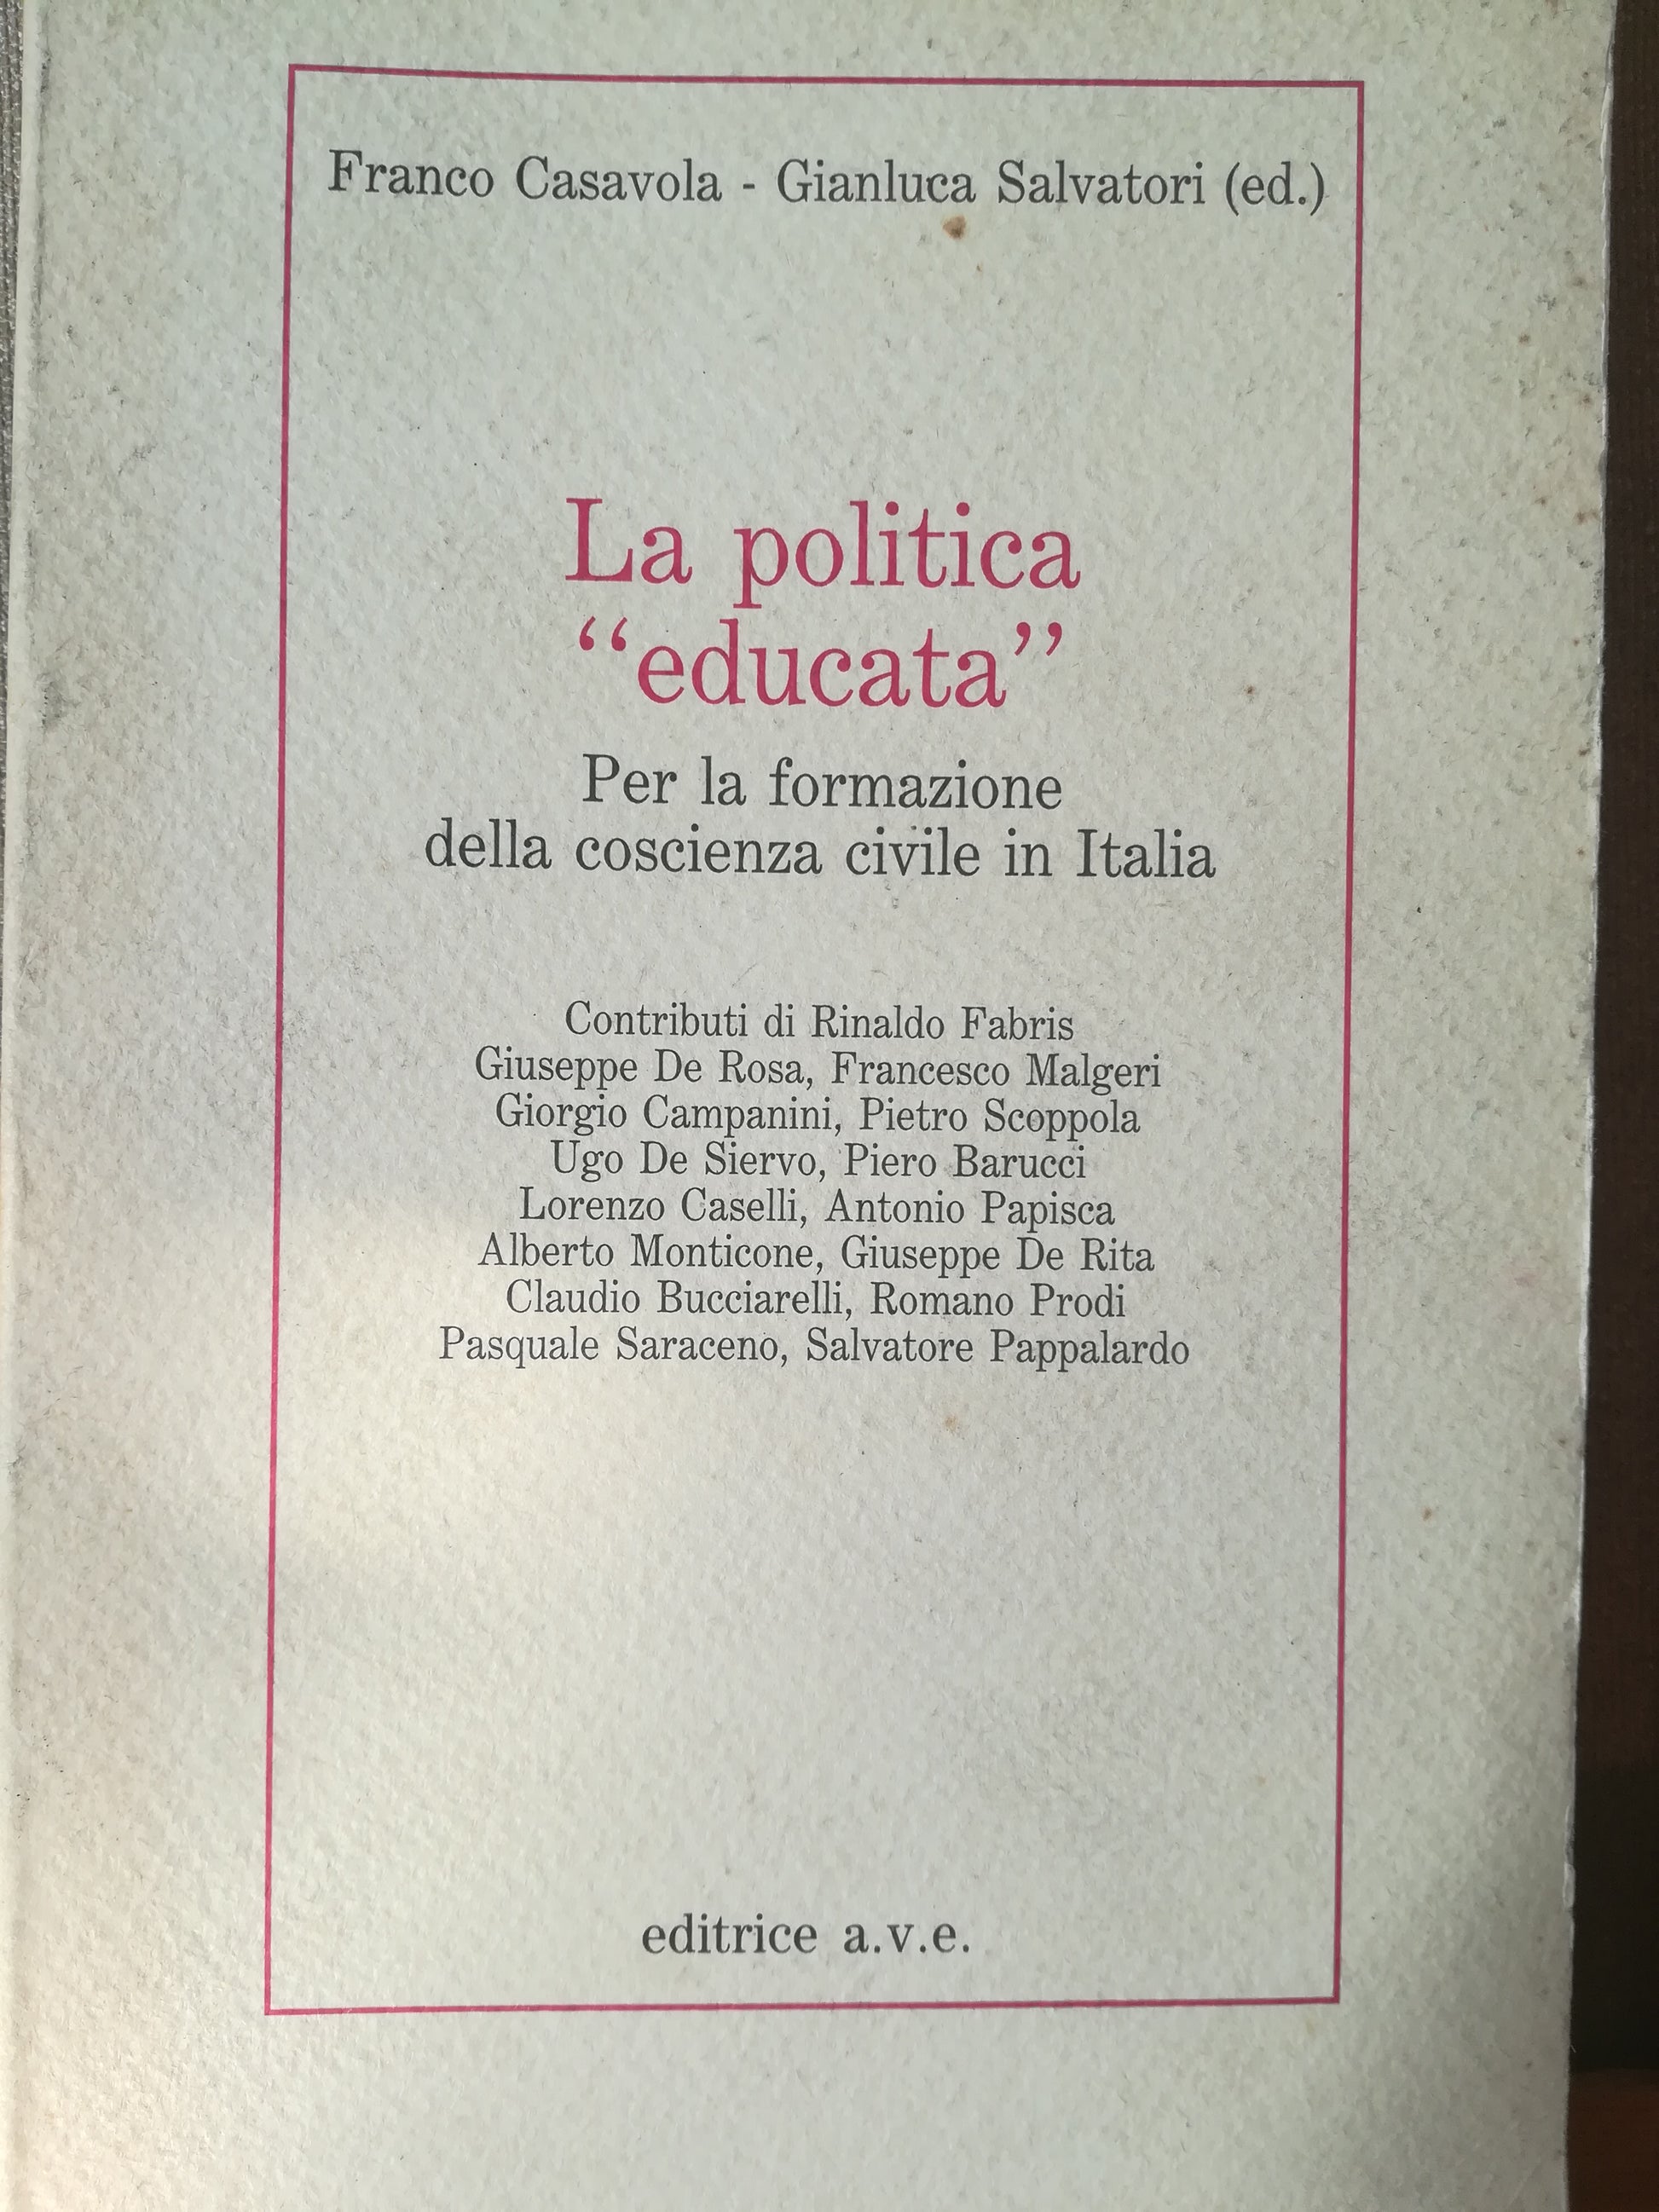 Franco Casavola - Gianluca Salvatori (ed.)
La politica
“educata”
Per la formazione
della coscienza civile in Italia
Contributi di Rinaldo Fabris
Giuseppe De Rosa, Francesco Malgeri
Giorgio Campanini, Pietro Scoppola
Ugo De Siervo, Piero Barucci
Lorenzo Caselli, Antonio Papisca
Alberto Monticone, Giuseppe De Rita
Claudio Bucciarelli, Romano Prodi
Pasquale Saraceno, Salvatore Pappalardo
editrice a.v.e.